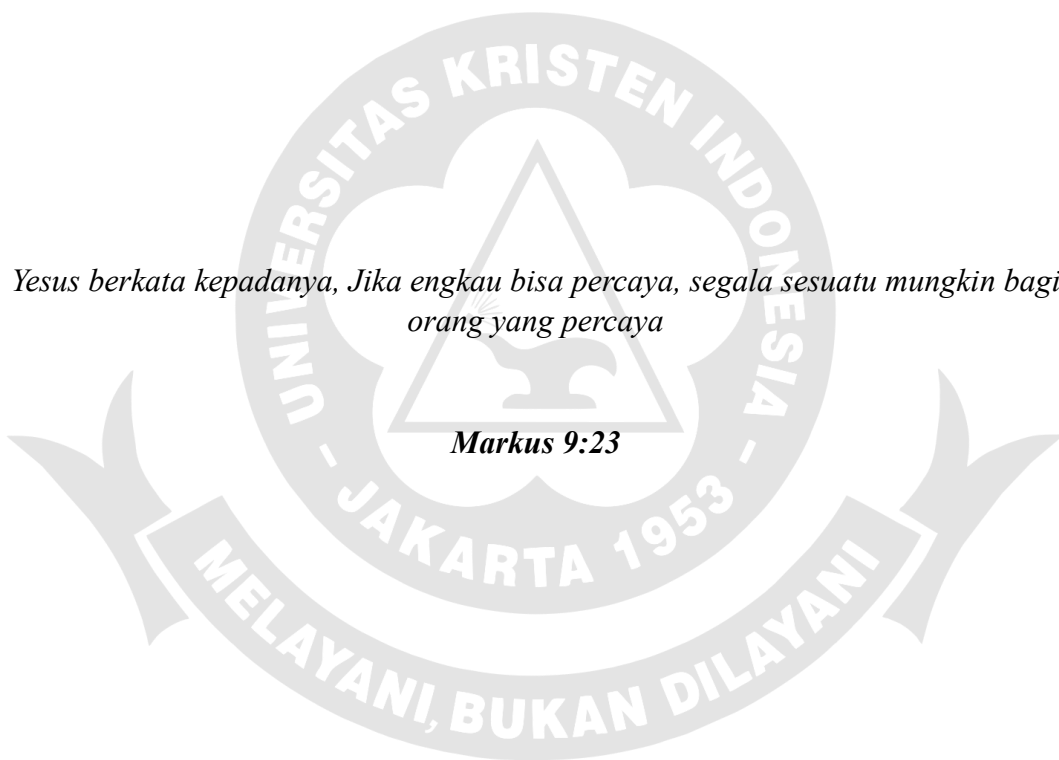 UNIVERSITAS KRISTEN INDONESIA
Yesus berkata kepadanya, Jika engkau bisa percaya, segala sesuatu mungkin bagi
orang yang percaya
Markus 9:23
- JAKARTA 1953 -
MELAYANI, BUKAN DILAYANI